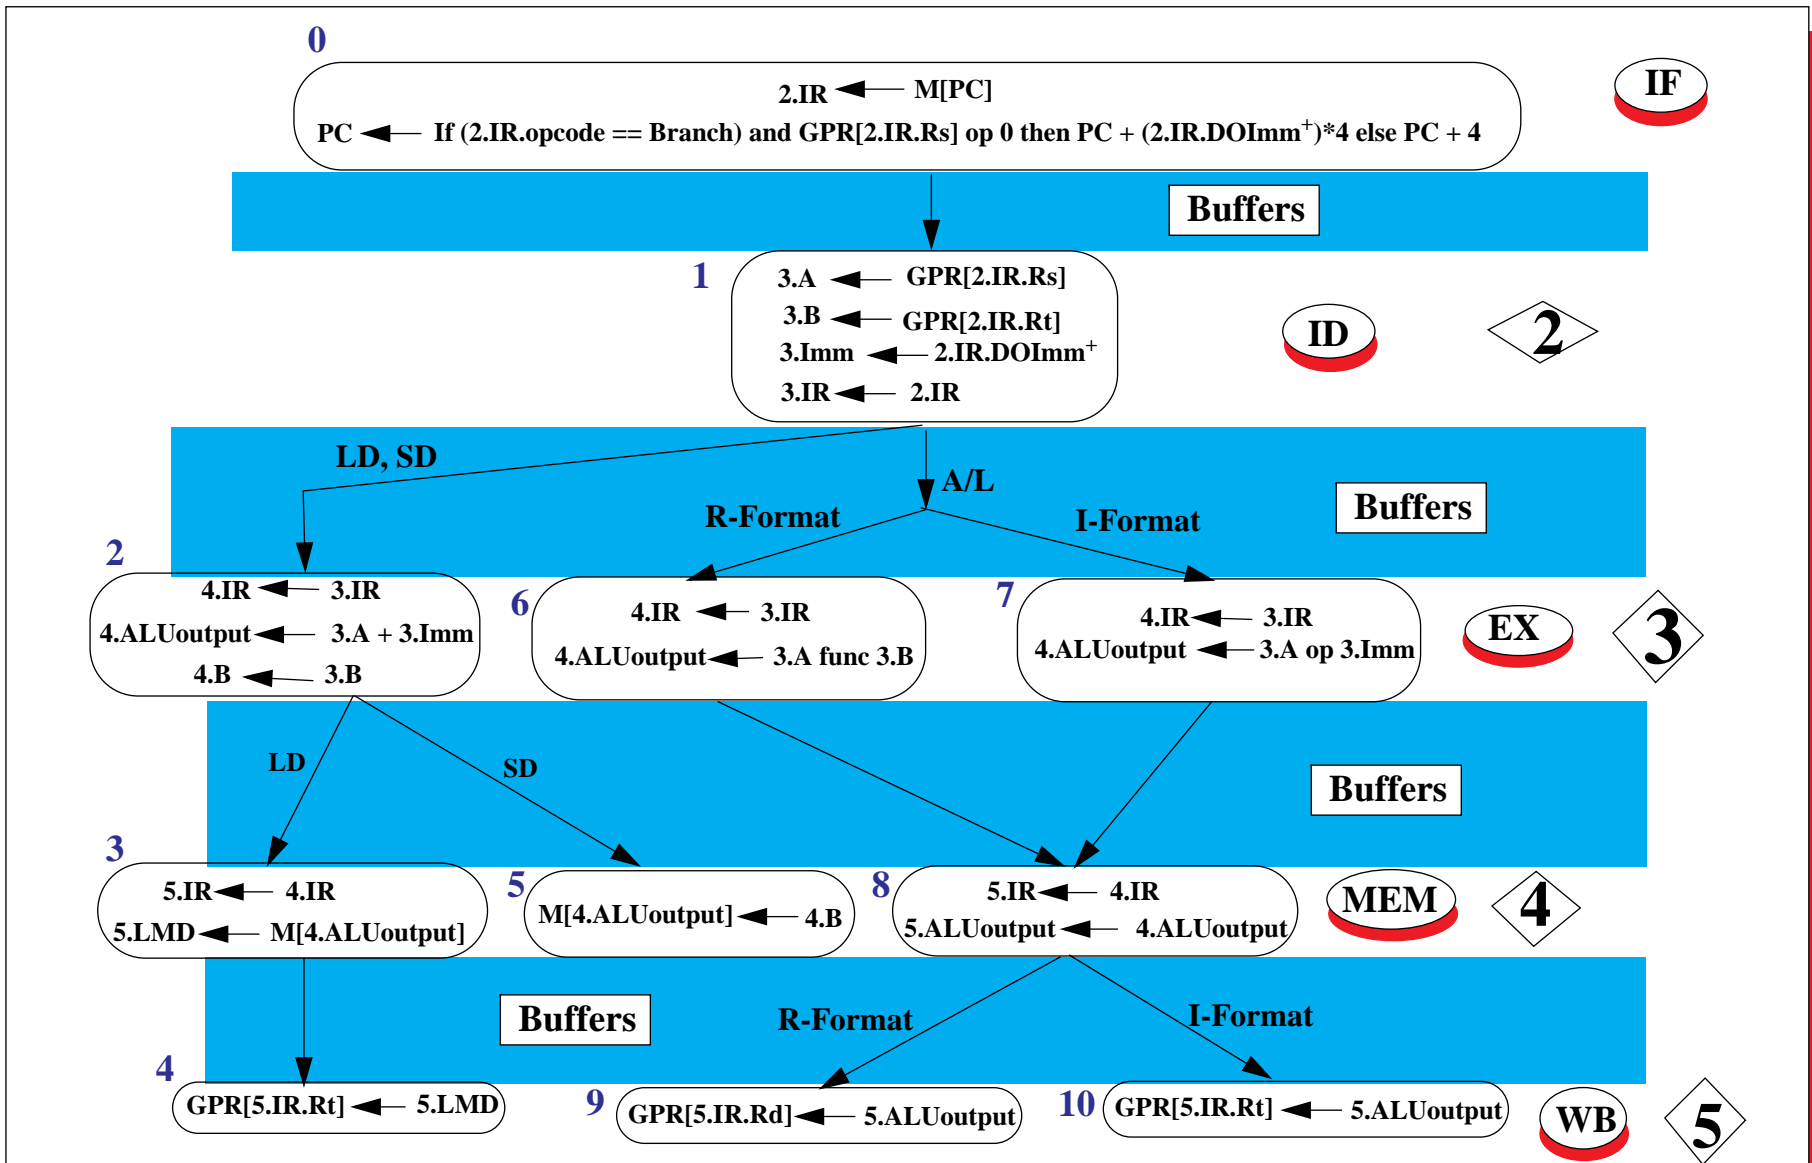 0
IF
2.IR ← M[PC]
PC ← If (2.IR.opcode == Branch) and GPR[2.IR.Rs] op 0 then PC + (2.IR.DOImm⁺)*4 else PC + 4
Buffers
1
3.A ← GPR[2.IR.Rs]
3.B ← GPR[2.IR.Rt]
3.Imm ← 2.IR.DOImm⁺
3.IR ← 2.IR
ID
2
LD, SD
A/L
R-Format
I-Format
Buffers
2
4.IR ← 3.IR
4.ALUoutput ← 3.A + 3.Imm
4.B ← 3.B
6
4.IR ← 3.IR
4.ALUoutput ← 3.A func 3.B
7
4.IR ← 3.IR
4.ALUoutput ← 3.A op 3.Imm
EX
3
LD
SD
Buffers
3
5.IR ← 4.IR
5.LMD ← M[4.ALUoutput]
5
M[4.ALUoutput] ← 4.B
8
5.IR ← 4.IR
5.ALUoutput ← 4.ALUoutput
MEM
4
Buffers
R-Format
I-Format
4
GPR[5.IR.Rt] ← 5.LMD
9
GPR[5.IR.Rd] ← 5.ALUoutput
10
GPR[5.IR.Rt] ← 5.ALUoutput
WB
5